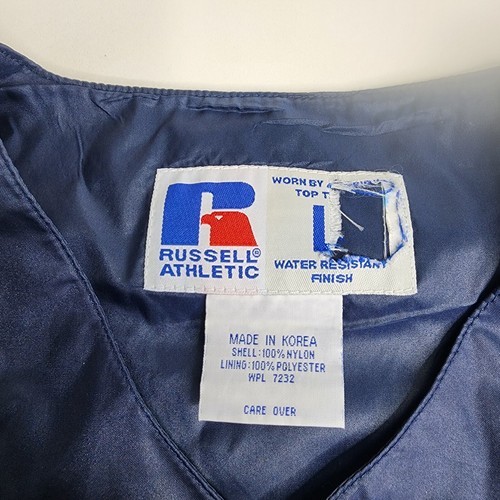 WORN BY
TOP T
RUSSELL®
ATHLETIC
L
WATER RESISTANT
FINISH
MADE IN KOREA
SHELL:100% NYLON
LINING:100% POLYESTER
WPL 7232
CARE OVER